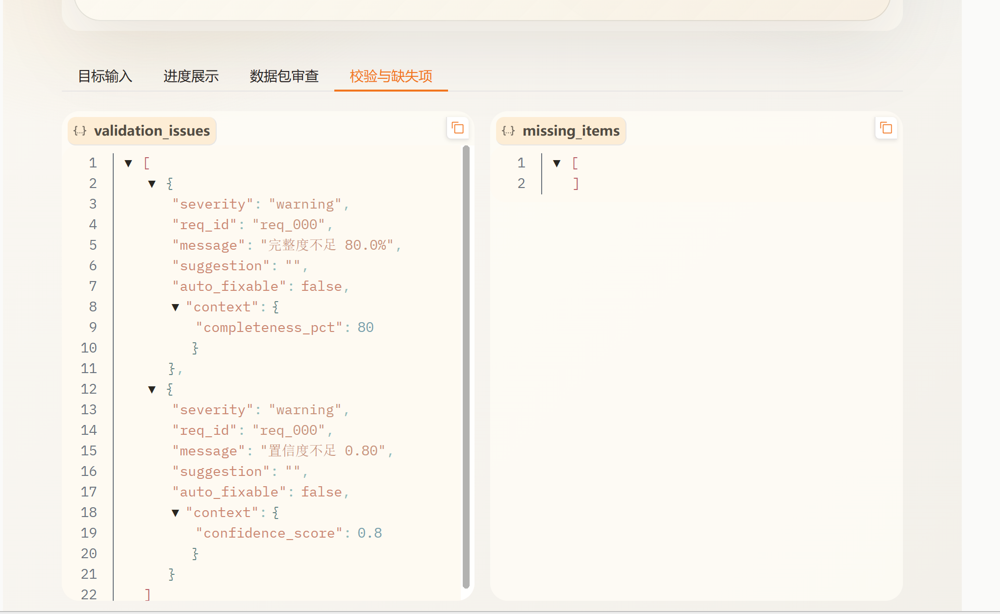 目标输入 进度展示 数据包审查 校验与缺失项
{...} validation_issues
1 ▼ [
2 ▼ {
3 "severity": "warning",
4 "req_id": "req_000",
5 "message": "完整度不足 80.0%",
6 "suggestion": "",
7 "auto_fixable": false,
8 ▼ "context": {
9 "completeness_pct": 80
10 }
11 },
12 ▼ {
13 "severity": "warning",
14 "req_id": "req_000",
15 "message": "置信度不足 0.80",
16 "suggestion": "",
17 "auto_fixable": false,
18 ▼ "context": {
19 "confidence_score": 0.8
20 }
21 }
22 ]
{...} missing_items
1 ▼ [
2 ]